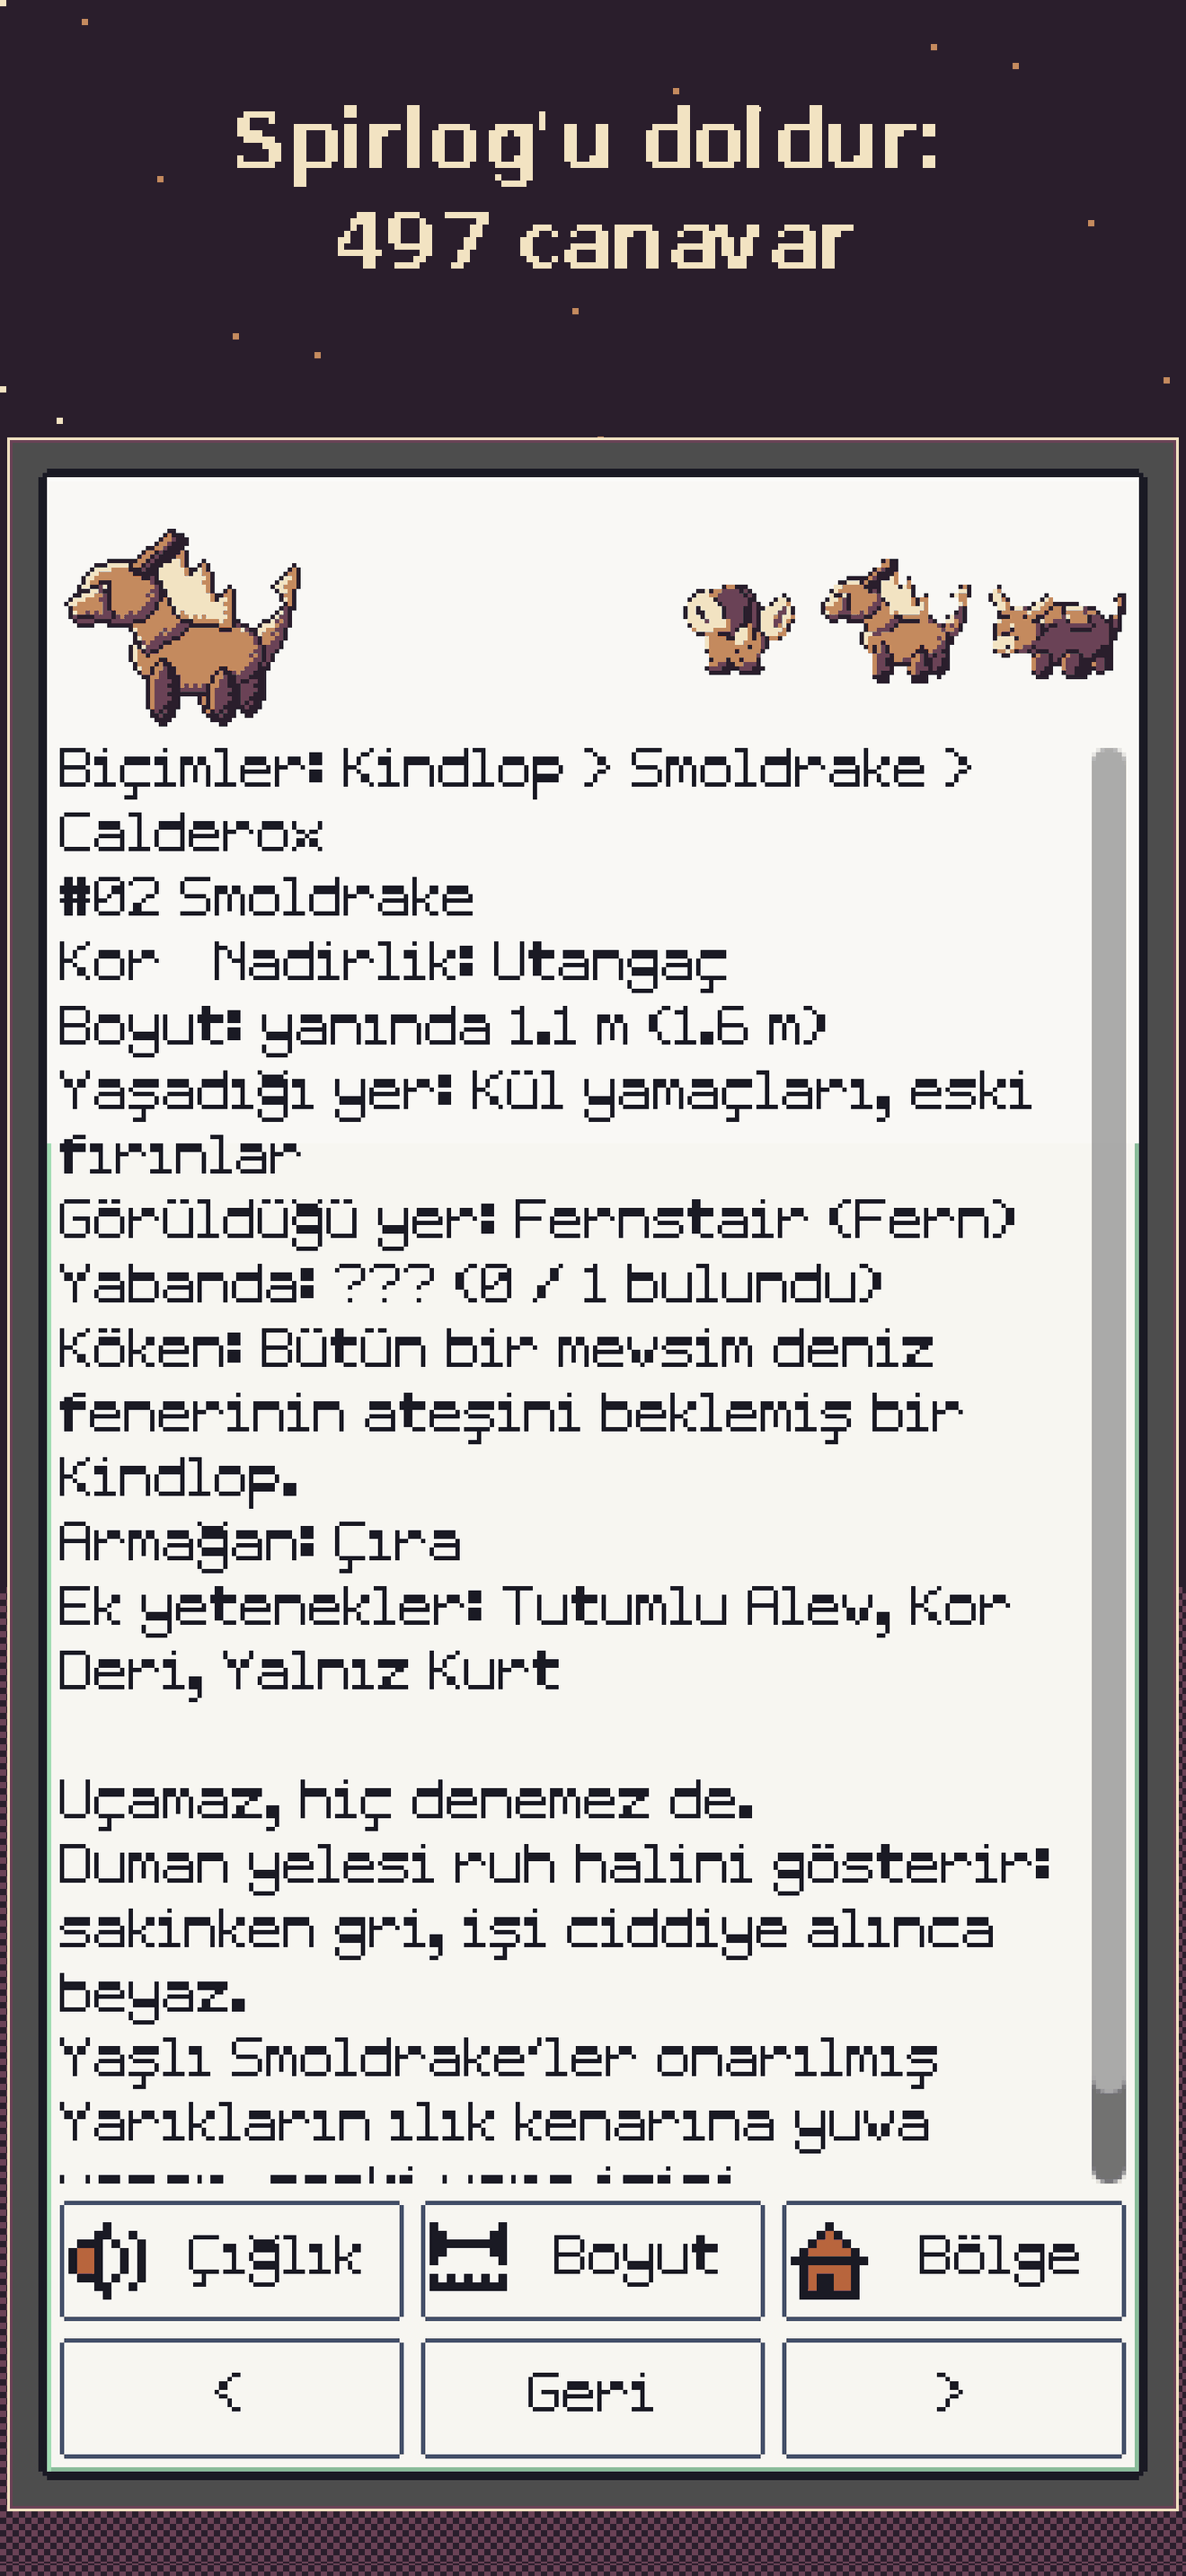 Spirlog'u doldur:
497 canavar
Biçimler: Kindlop > Smoldrake >
Calderox
#02 Smoldrake
Kor Nadirlik: Utangaç
Boyut: yanında 1.1 m (1.6 m)
Yaşadığı yer: Kül yamaçları, eski
fırınlar
Görüldüğü yer: Fernstair (Fern)
Yabanda: ??? (0 / 1 bulundu)
Köken: Bütün bir mevsim deniz
fenerinin ateşini beklemiş bir
Kindlop.
Armağan: Çıra
Ek yetenekler: Tutumlu Alev, Kor
Deri, Yalnız Kurt
Uçamaz, hiç denemez de.
Duman yelesi ruh halini gösterir:
sakinken gri, işi ciddiye alınca
beyaz.
Yaşlı Smoldrake'ler onarılmış
Yarıkların ılık kenarına yuva
Çığlık Boyut Bölge
< Geri >